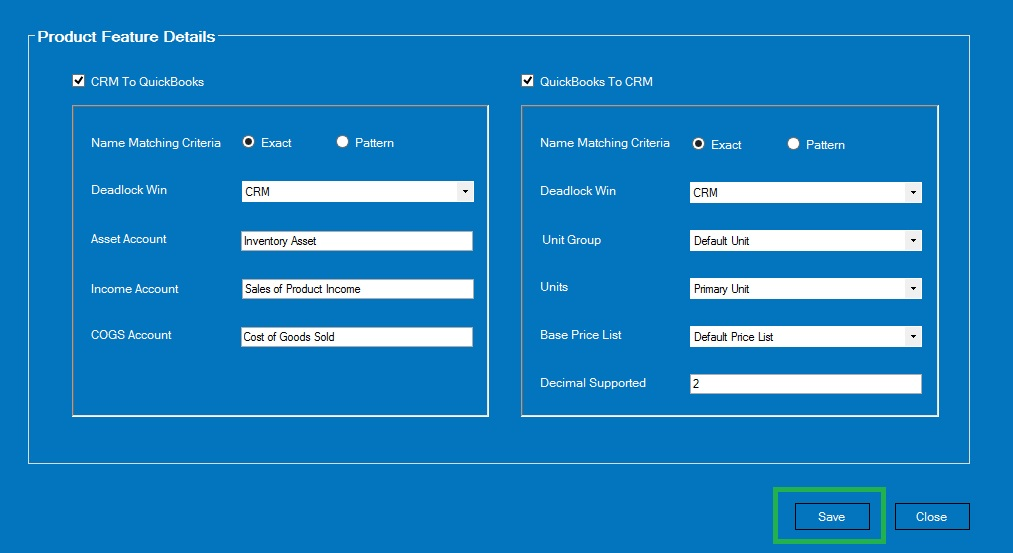 Product Feature Details
CRM To QuickBooks
Name Matching Criteria Exact Pattern
Deadlock Win CRM
Asset Account Inventory Asset
Income Account Sales of Product Income
COGS Account Cost of Goods Sold
QuickBooks To CRM
Name Matching Criteria Exact Pattern
Deadlock Win CRM
Unit Group Default Unit
Units Primary Unit
Base Price List Default Price List
Decimal Supported 2
Save Close